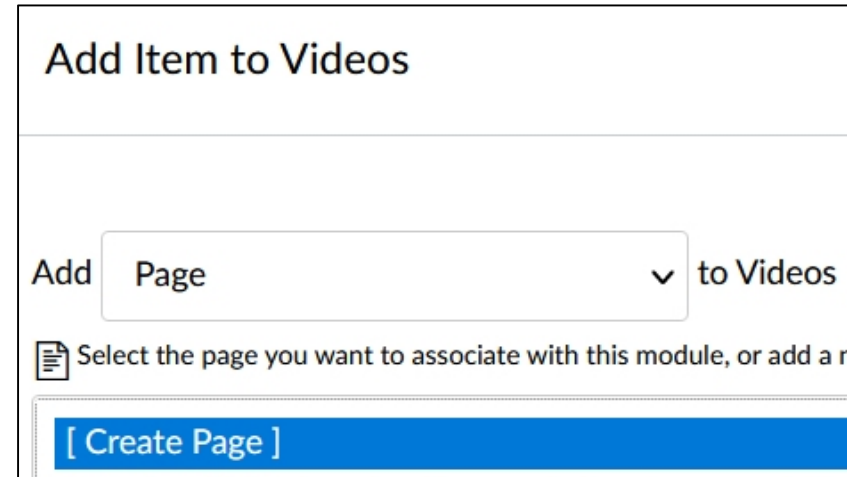 Add Item to Videos
Add Page to Videos
Select the page you want to associate with this module, or add a
[ Create Page ]